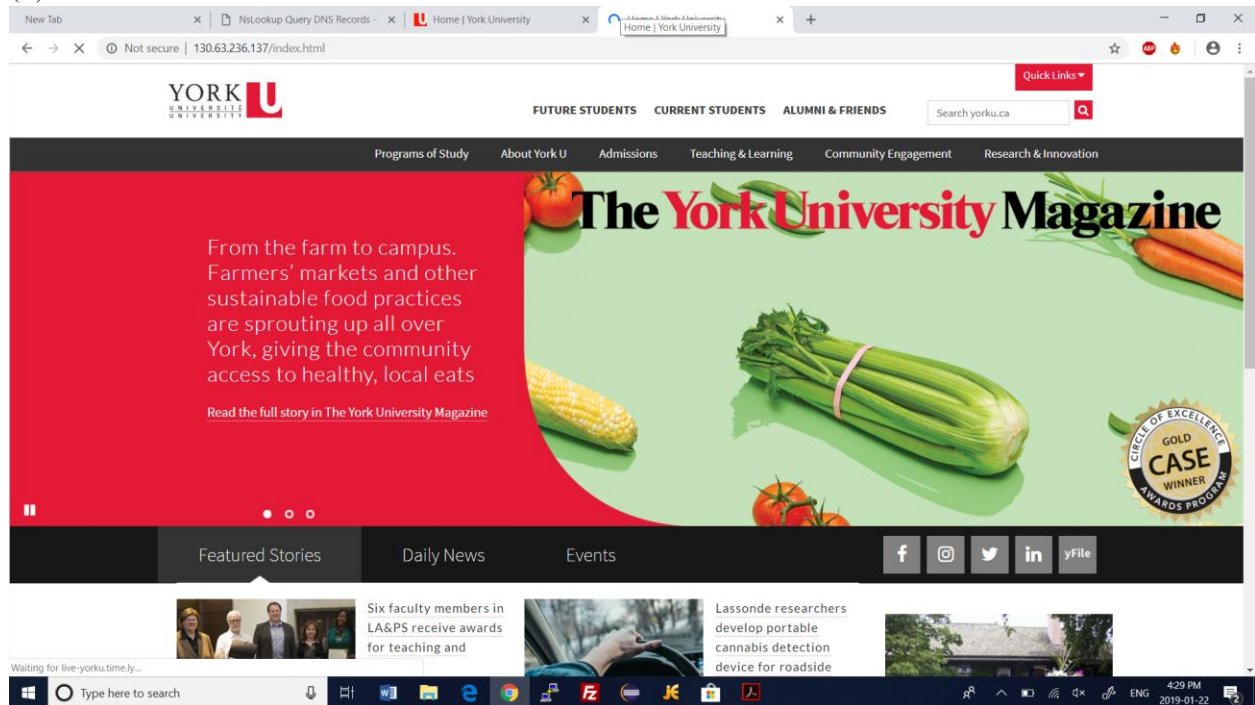 New Tab
NsLookup Query DNS Records -
Home | York University
Home | York University
Not secure | 130.63.236.137/index.html
ABP
YORK U
UNIVERSITÉ
UNIVERSITY
Quick Links
FUTURE STUDENTS CURRENT STUDENTS ALUMNI & FRIENDS
Search yorku.ca
Programs of Study About York U Admissions Teaching & Learning Community Engagement Research & Innovation
The York University Magazine
From the farm to campus.
Farmers' markets and other
sustainable food practices
are sprouting up all over
York, giving the community
access to healthy, local eats
Read the full story in The York University Magazine
CIRCLE OF EXCELLENCE
GOLD
CASE
WINNER
AWARDS PROGRAM
Featured Stories Daily News Events
f in yFile
Six faculty members in
LA&PS receive awards
for teaching and
Lassonde researchers
develop portable
cannabis detection
device for roadside
Waiting for live-yorku.time.ly...
Type here to search
ENG
4:29 PM
2019-01-22
2